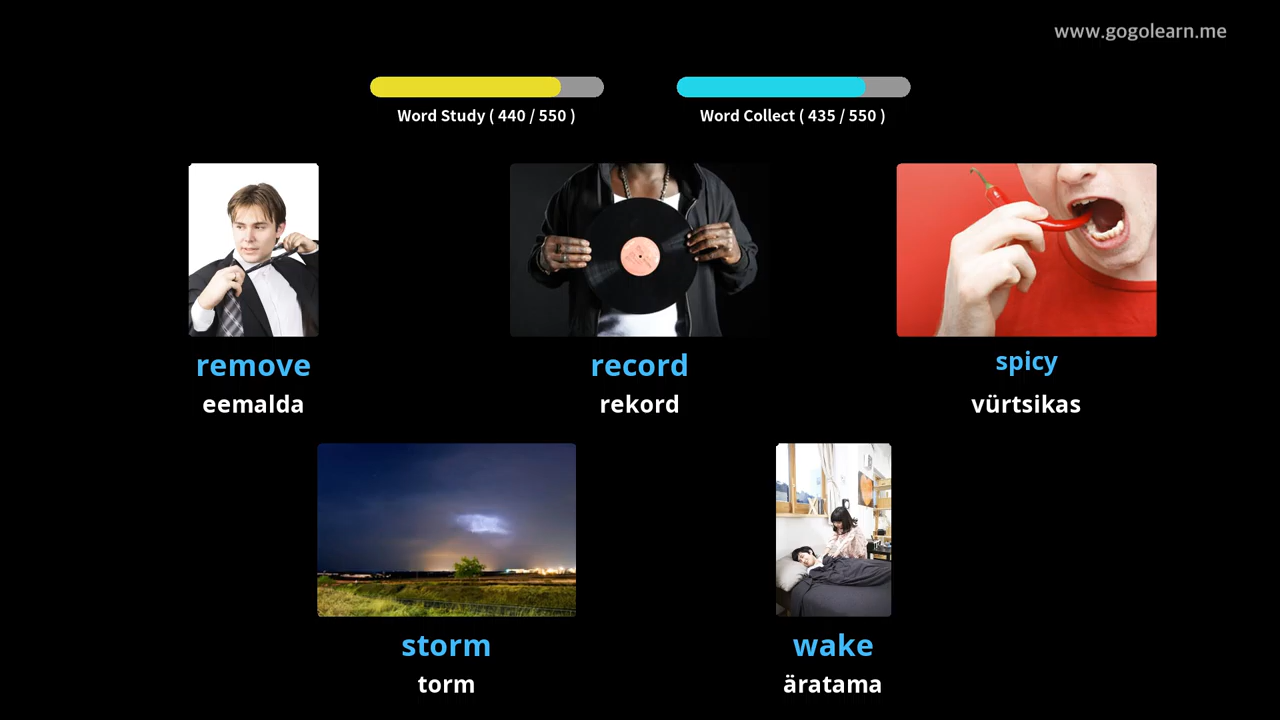 www.gogolearn.me
Word Study ( 440 / 550 )
Word Collect ( 435 / 550 )
remove
eemalda
record
rekord
spicy
vürtsikas
storm
torm
wake
äratama